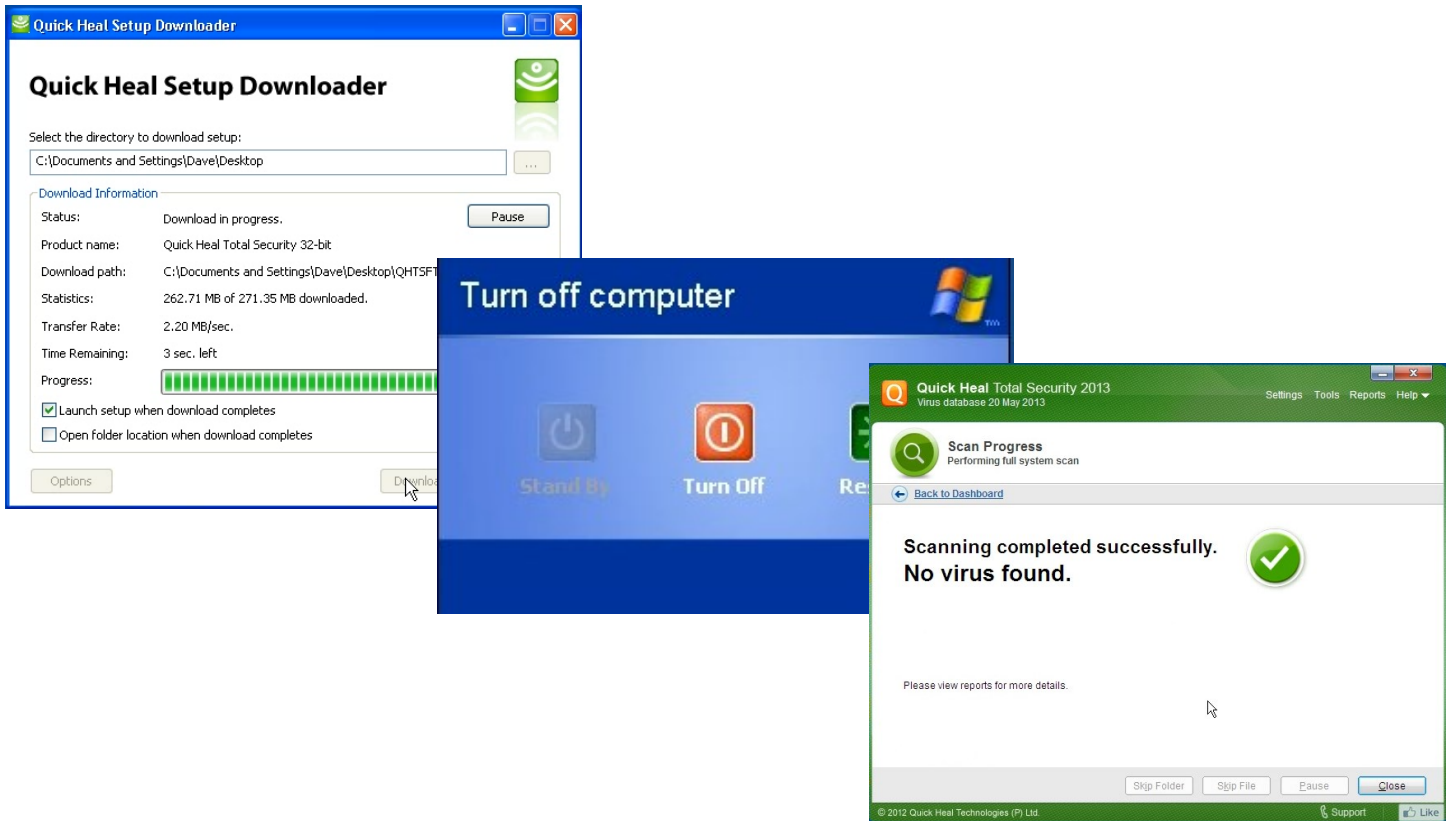 Quick Heal Setup Downloader
Quick Heal Setup Downloader
Select the directory to download setup:
C:\Documents and Settings\Dave\Desktop
...
Download Information
Status: Download in progress.
Pause
Product name: Quick Heal Total Security 32-bit
Download path: C:\Documents and Settings\Dave\Desktop\QHTSFT
Statistics: 262.71 MB of 271.35 MB downloaded.
Transfer Rate: 2.20 MB/sec.
Time Remaining: 3 sec. left
Progress:
Launch setup when download completes
Open folder location when download completes
Options
Turn off computer
TM
Stand By
Turn Off
Quick Heal Total Security 2013
Virus database 20 May 2013
Settings Tools Reports Help
Scan Progress
Performing full system scan
Back to Dashboard
Scanning completed successfully.
No virus found.
Please view reports for more details.
Skip Folder Skip File Pause Close
© 2012 Quick Heal Technologies (P) Ltd.
Support
Like